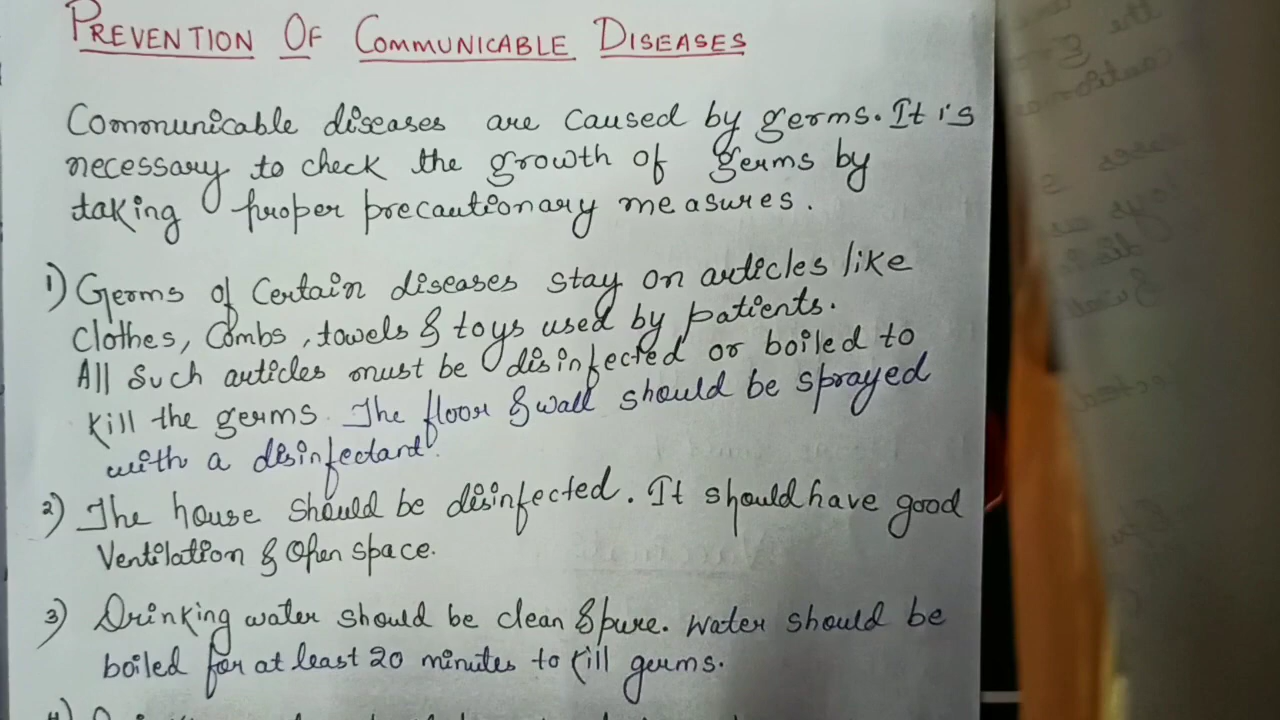 PREVENTION OF COMMUNICABLE DISEASES
Communicable diseases are caused by germs. It is
necessary to check the growth of germs by
taking proper precautionary measures.
1) Germs of Certain diseases stay on articles like
Clothes, Combs, towels & toys used by patients.
All Such articles must be disinfected or boiled to
kill the germs. The floor & wall should be sprayed
with a disinfectant.
2) The house should be disinfected. It should have good
Ventilation & Open space.
3) Drinking water should be clean & pure. Water should be
boiled for at least 20 minutes to kill germs.
4)